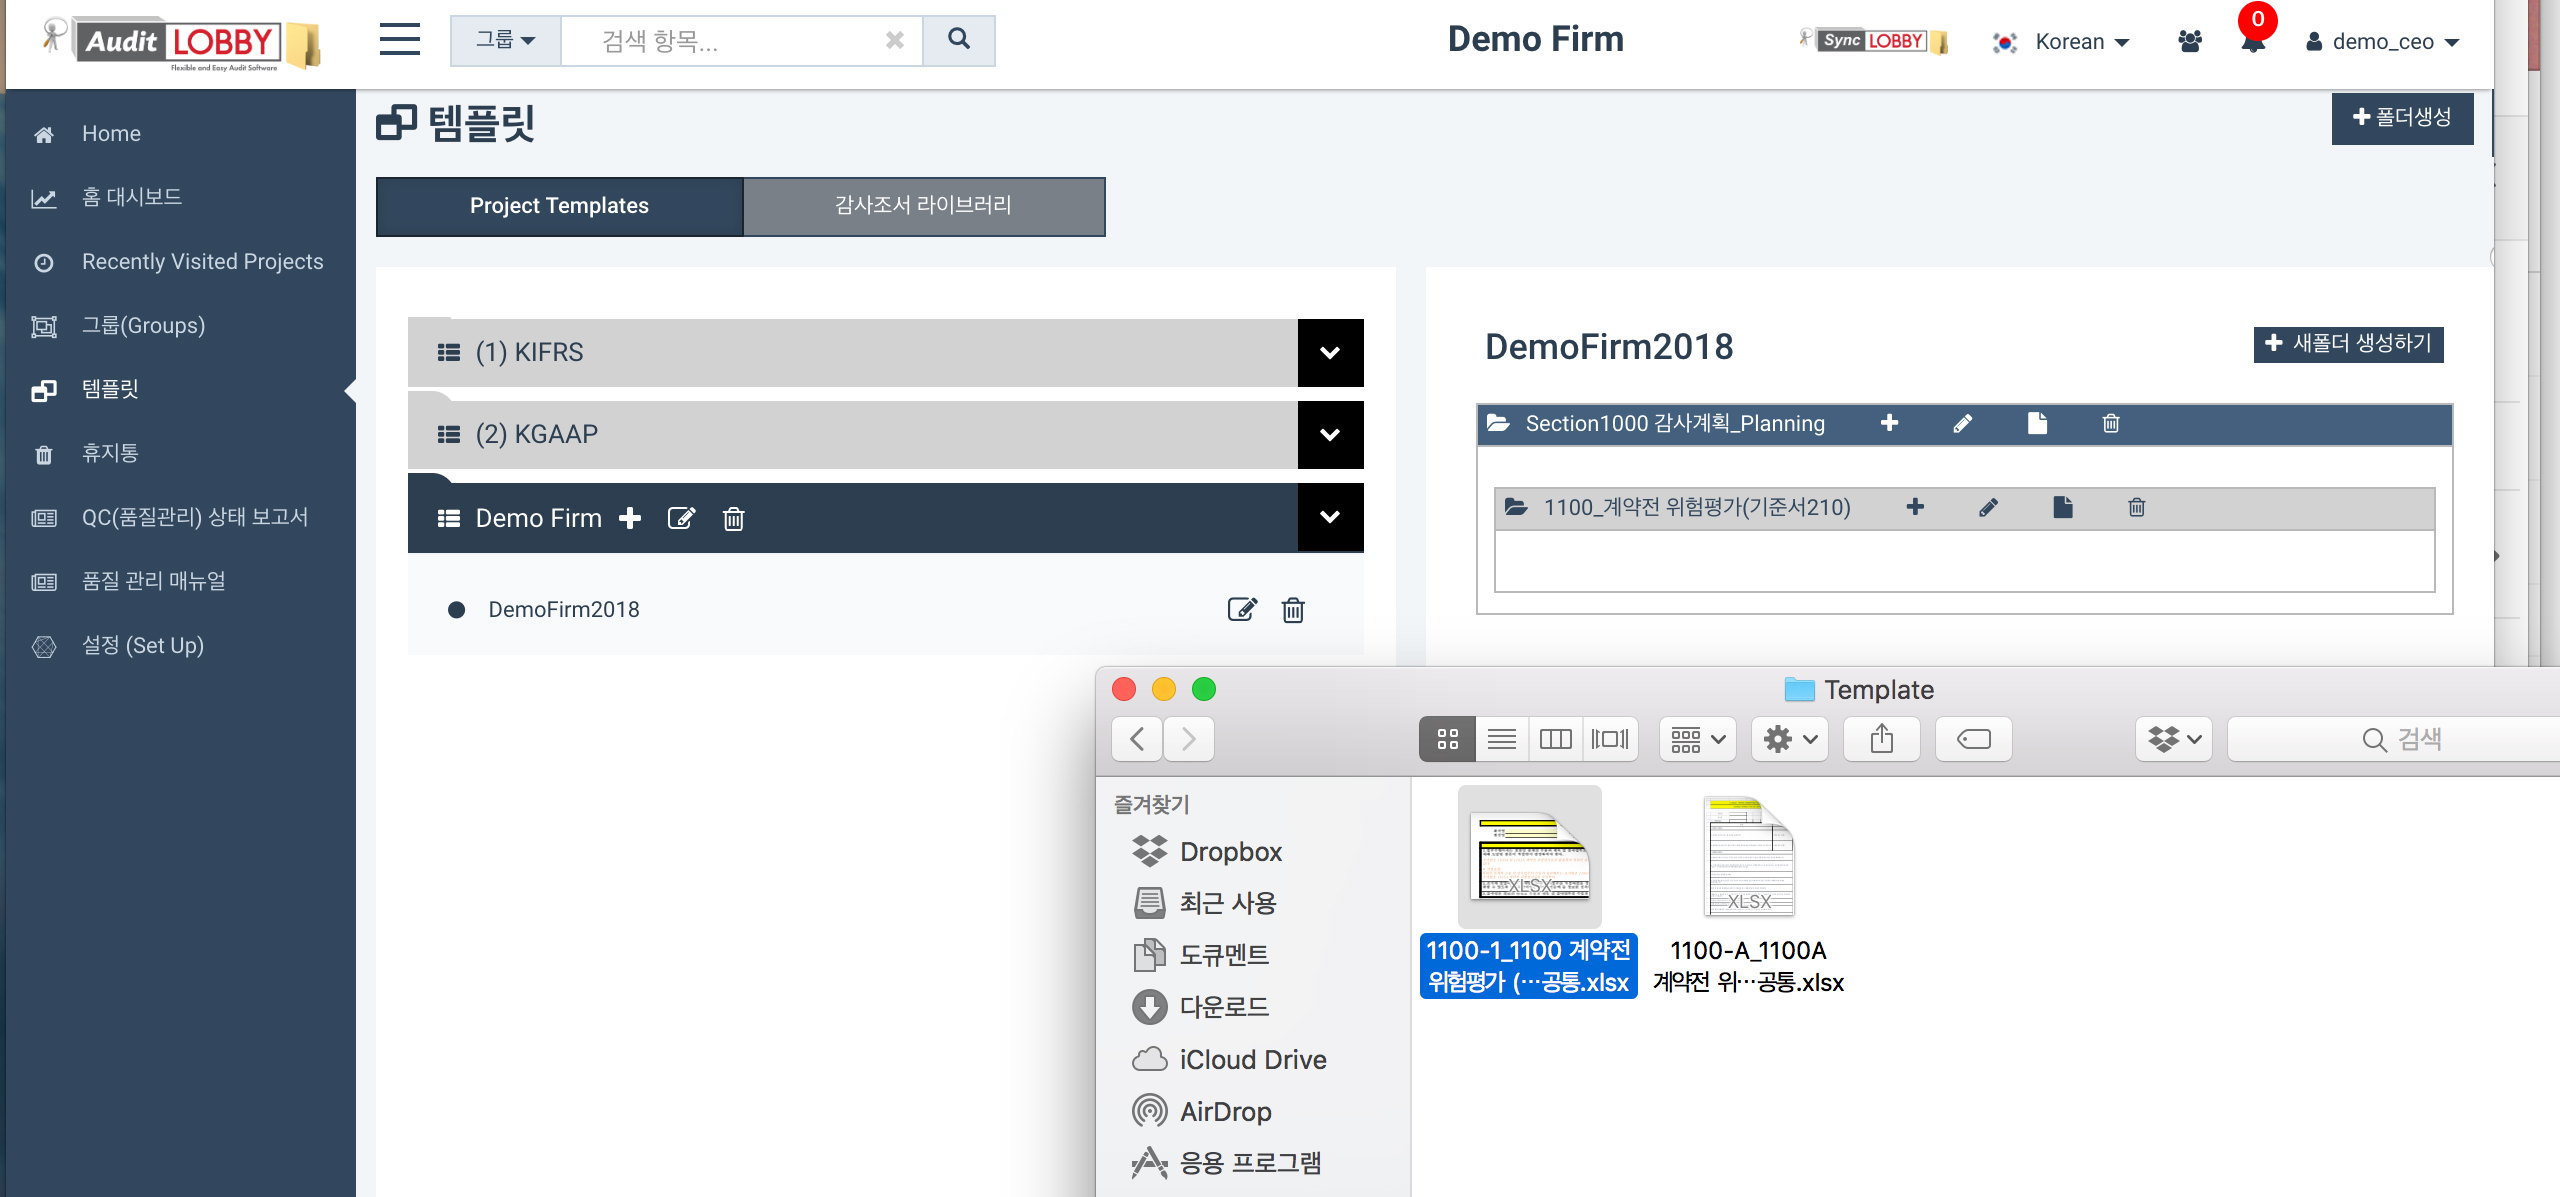 Audit LOBBY
Flexible and Easy Audit Software
그룹
검색 항목...
Demo Firm
Sync LOBBY
Korean
0
demo_ceo
Home
홈 대시보드
Recently Visited Projects
그룹(Groups)
템플릿
휴지통
QC(품질관리) 상태 보고서
품질 관리 매뉴얼
설정 (Set Up)
템플릿
폴더생성
Project Templates
감사조서 라이브러리
(1) KIFRS
(2) KGAAP
Demo Firm
DemoFirm2018
DemoFirm2018
새폴더 생성하기
Section1000 감사계획_Planning
1100_계약전 위험평가(기준서210)
Template
검색
즐겨찾기
Dropbox
최근 사용
도큐멘트
다운로드
iCloud Drive
AirDrop
응용 프로그램
XLSX
1100-1_1100 계약전
위험평가 (…공통.xlsx
XLSX
1100-A_1100A
계약전 위…공통.xlsx